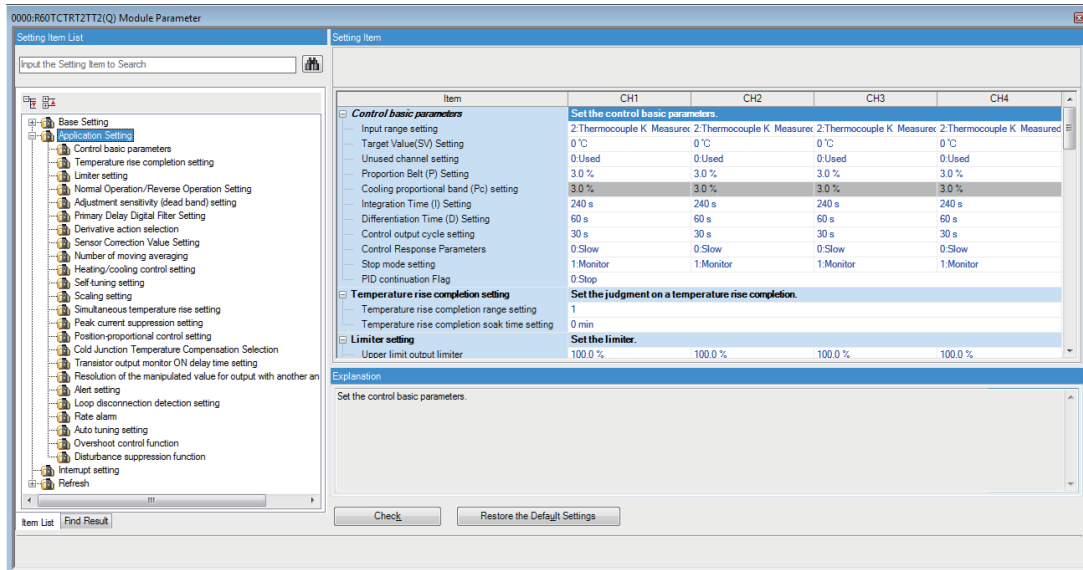 0000:R60TCTRT2TT2(Q) Module Parameter
Setting Item List
Input the Setting Item to Search
Base Setting
Application Setting
Control basic parameters
Temperature rise completion setting
Limiter setting
Normal Operation/Reverse Operation Setting
Adjustment sensitivity (dead band) setting
Primary Delay Digital Filter Setting
Derivative action selection
Sensor Correction Value Setting
Number of moving averaging
Heating/cooling control setting
Self-tuning setting
Scaling setting
Simultaneous temperature rise setting
Peak current suppression setting
Position-proportional control setting
Cold Junction Temperature Compensation Selection
Transistor output monitor ON delay time setting
Resolution of the manipulated value for output with another an
Alert setting
Loop disconnection detection setting
Rate alarm
Auto tuning setting
Overshoot control function
Disturbance suppression function
Interrupt setting
Refresh
Item List Find Result
Setting Item
Item CH1 CH2 CH3 CH4
Control basic parameters Set the control basic parameters.
Input range setting 2:Thermocouple K Measured 2:Thermocouple K Measured 2:Thermocouple K Measured 2:Thermocouple K Measured
Target Value(SV) Setting 0 °C 0 °C 0 °C 0 °C
Unused channel setting 0:Used 0:Used 0:Used 0:Used
Proportion Belt (P) Setting 3.0 % 3.0 % 3.0 % 3.0 %
Cooling proportional band (Pc) setting 3.0 % 3.0 % 3.0 % 3.0 %
Integration Time (I) Setting 240 s 240 s 240 s 240 s
Differentiation Time (D) Setting 60 s 60 s 60 s 60 s
Control output cycle setting 30 s 30 s 30 s 30 s
Control Response Parameters 0:Slow 0:Slow 0:Slow 0:Slow
Stop mode setting 1:Monitor 1:Monitor 1:Monitor 1:Monitor
PID continuation Flag 0:Stop
Temperature rise completion setting Set the judgment on a temperature rise completion.
Temperature rise completion range setting 1
Temperature rise completion soak time setting 0 min
Limiter setting Set the limiter.
Upper limit output limiter 100.0 % 100.0 % 100.0 % 100.0 %
Explanation
Set the control basic parameters.
Check Restore the Default Settings